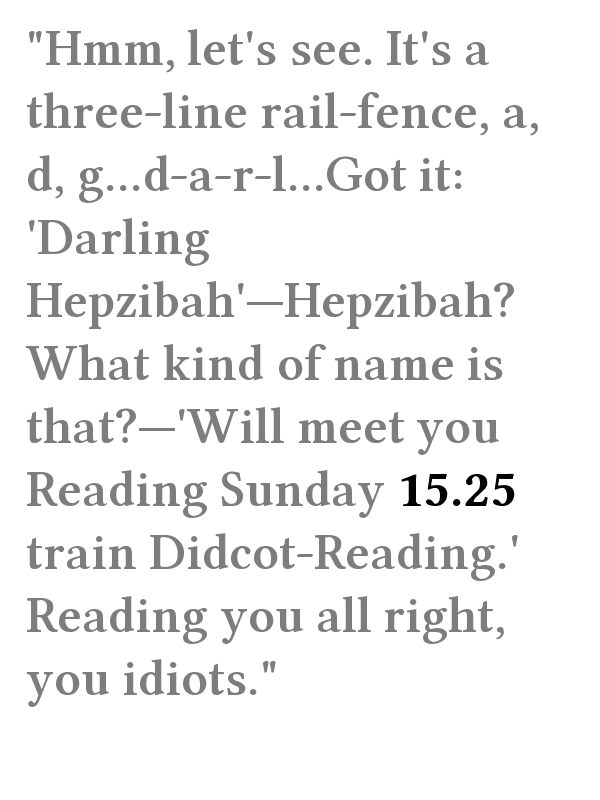 "Hmm, let's see. It's a
three-line rail-fence, a,
d, g...d-a-r-l...Got it:
'Darling
Hepzibah'—Hepzibah?
What kind of name is
that?—'Will meet you
Reading Sunday 15.25
train Didcot-Reading.'
Reading you all right,
you idiots."